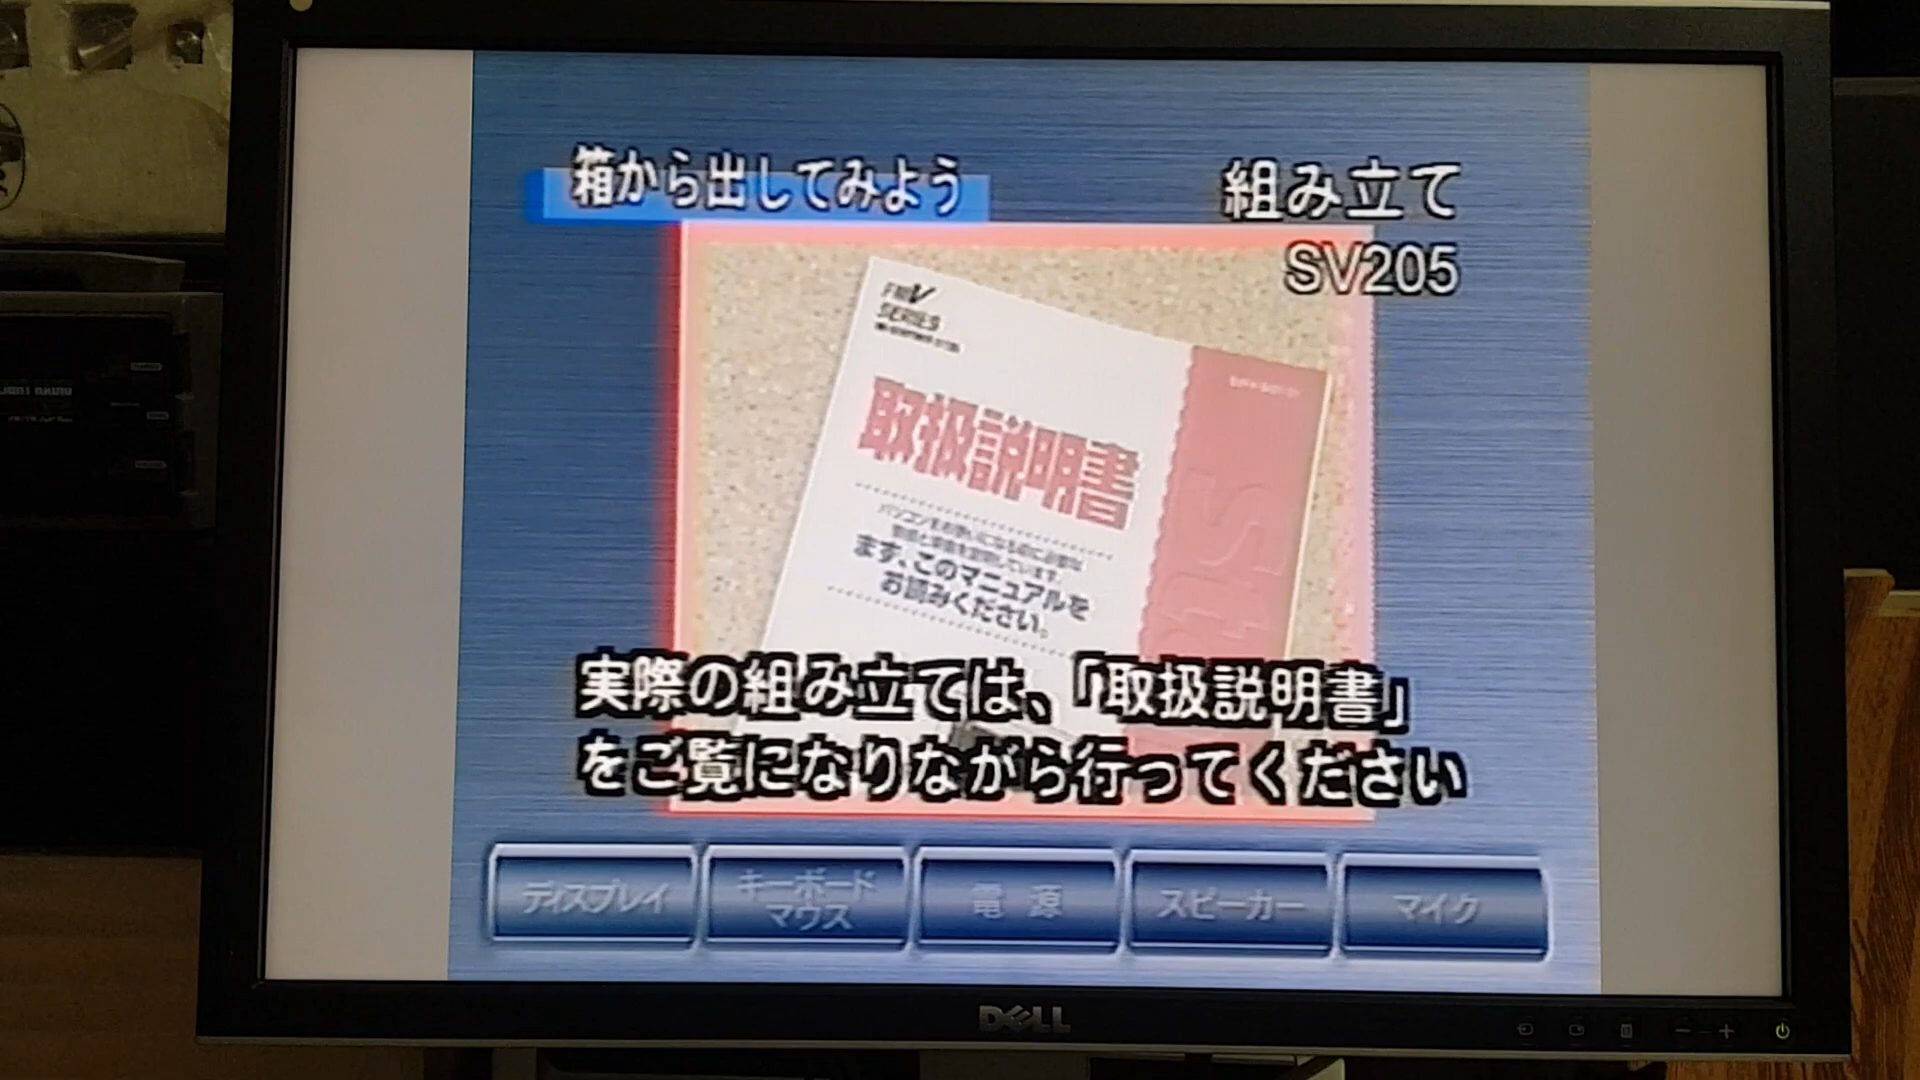 箱から出してみよう
組み立て
SV205
FMV
SERIES
取扱説明書
まず、このマニュアルを
お読みください。
実際の組み立ては、「取扱説明書」
をご覧になりながら行ってください
ディスプレイ
キーボード
マウス
電 源
スピーカー
マイク
DELL